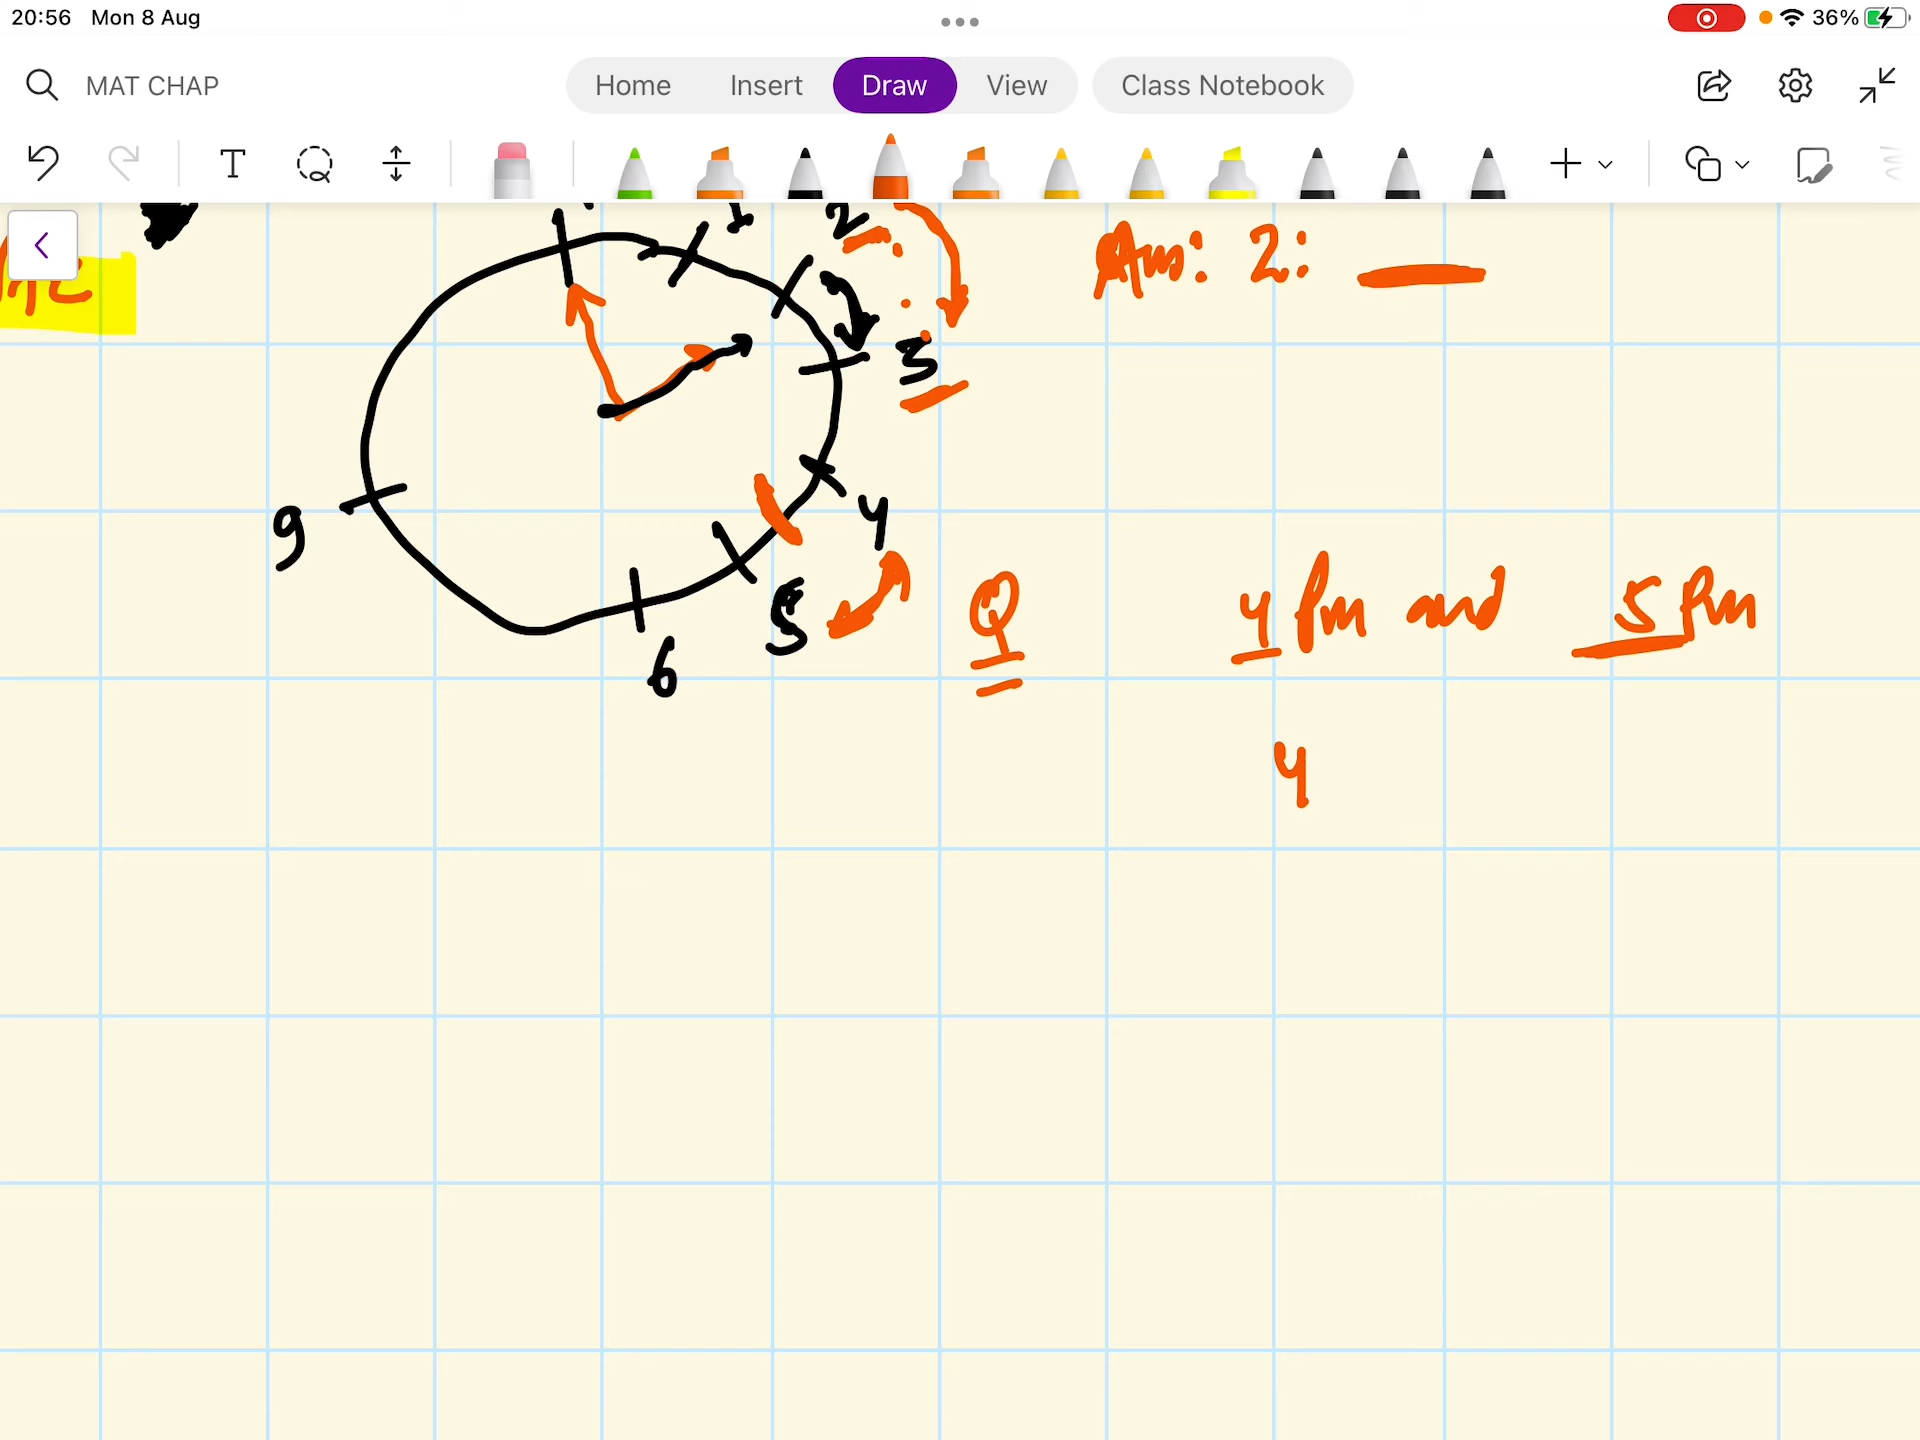 20:56 Mon 8 Aug
36%
MAT CHAP
Home Insert Draw View Class Notebook
T
1 2
Ans: 2:
3
9
4
5
6
Q 4 pm and 5 pm
4